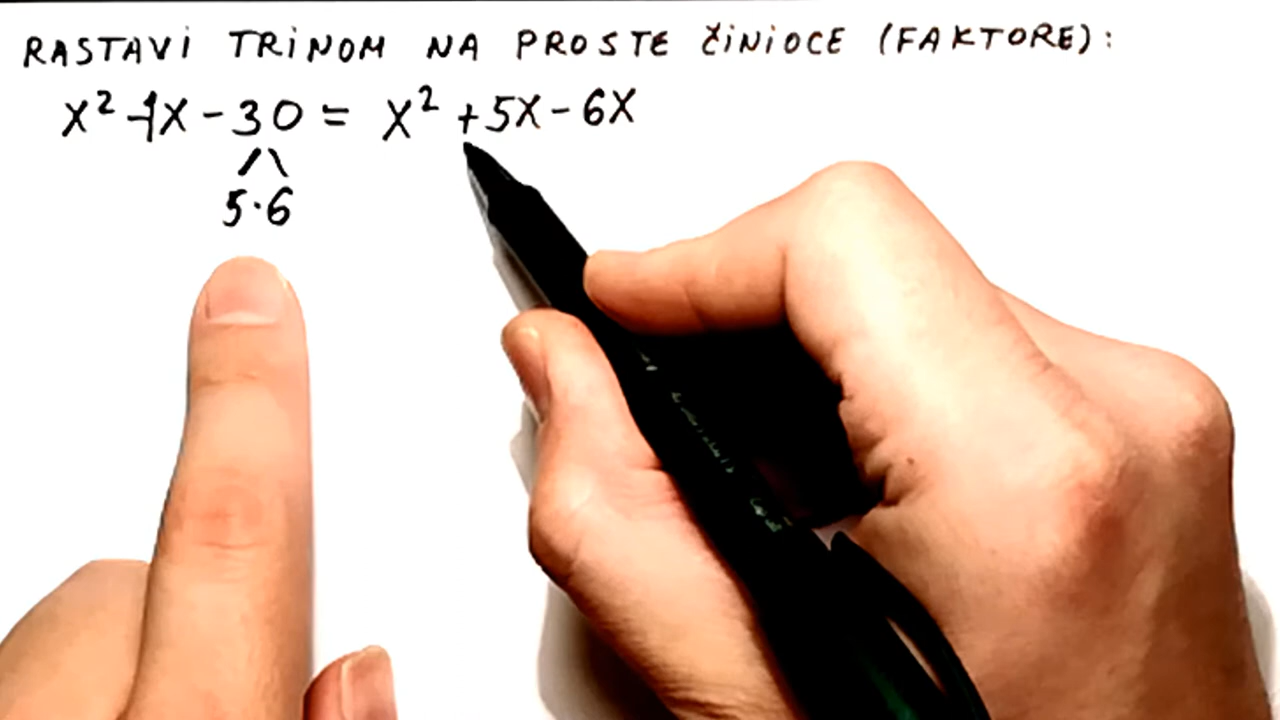 RASTAVI TRINOM NA PROSTE ČINIOCE (FAKTORE):
x² -1x - 30 = x² + 5x - 6x
5·6